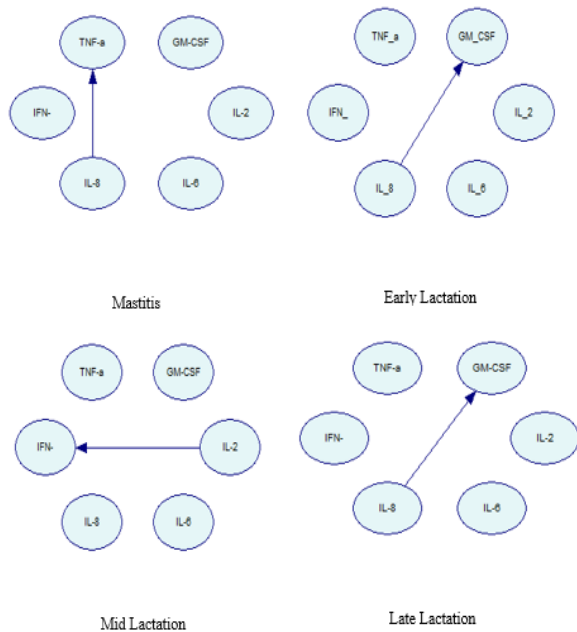 TNF-a
GM-CSF
IFN-
IL-2
IL-8
IL-6
Mastitis
TNF_a
GM_CSF
IFN_
IL_2
IL_8
IL_6
Early Lactation
TNF-a
GM-CSF
IFN-
IL-2
IL-8
IL-6
Mid Lactation
TNF-a
GM-CSF
IFN-
IL-2
IL-8
IL-6
Late Lactation